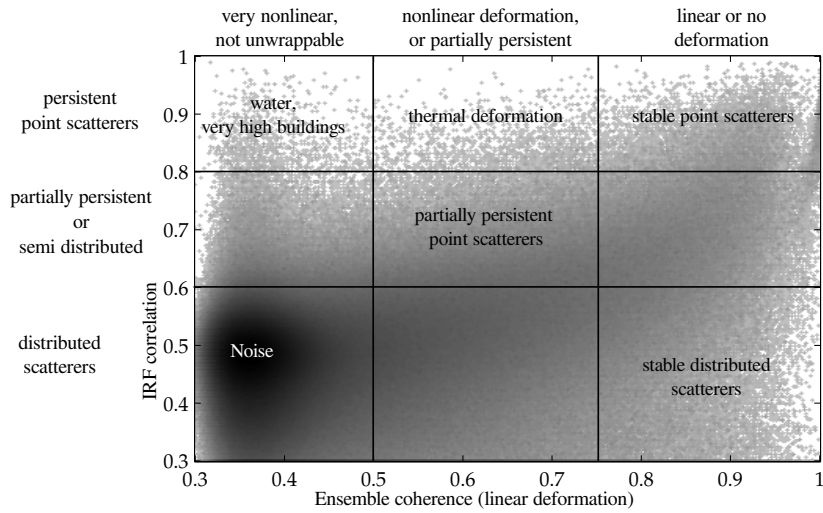 very nonlinear,
not unwrappable
nonlinear deformation,
or partially persistent
linear or no
deformation
persistent
point scatterers
partially persistent
or
semi distributed
distributed
scatterers
IRF correlation
1
0.9
0.8
0.7
0.6
0.5
0.4
0.3
water,
very high buildings
thermal deformation
stable point scatterers
partially persistent
point scatterers
Noise
stable distributed
scatterers
0.3 0.4 0.5 0.6 0.7 0.8 0.9 1
Ensemble coherence (linear deformation)